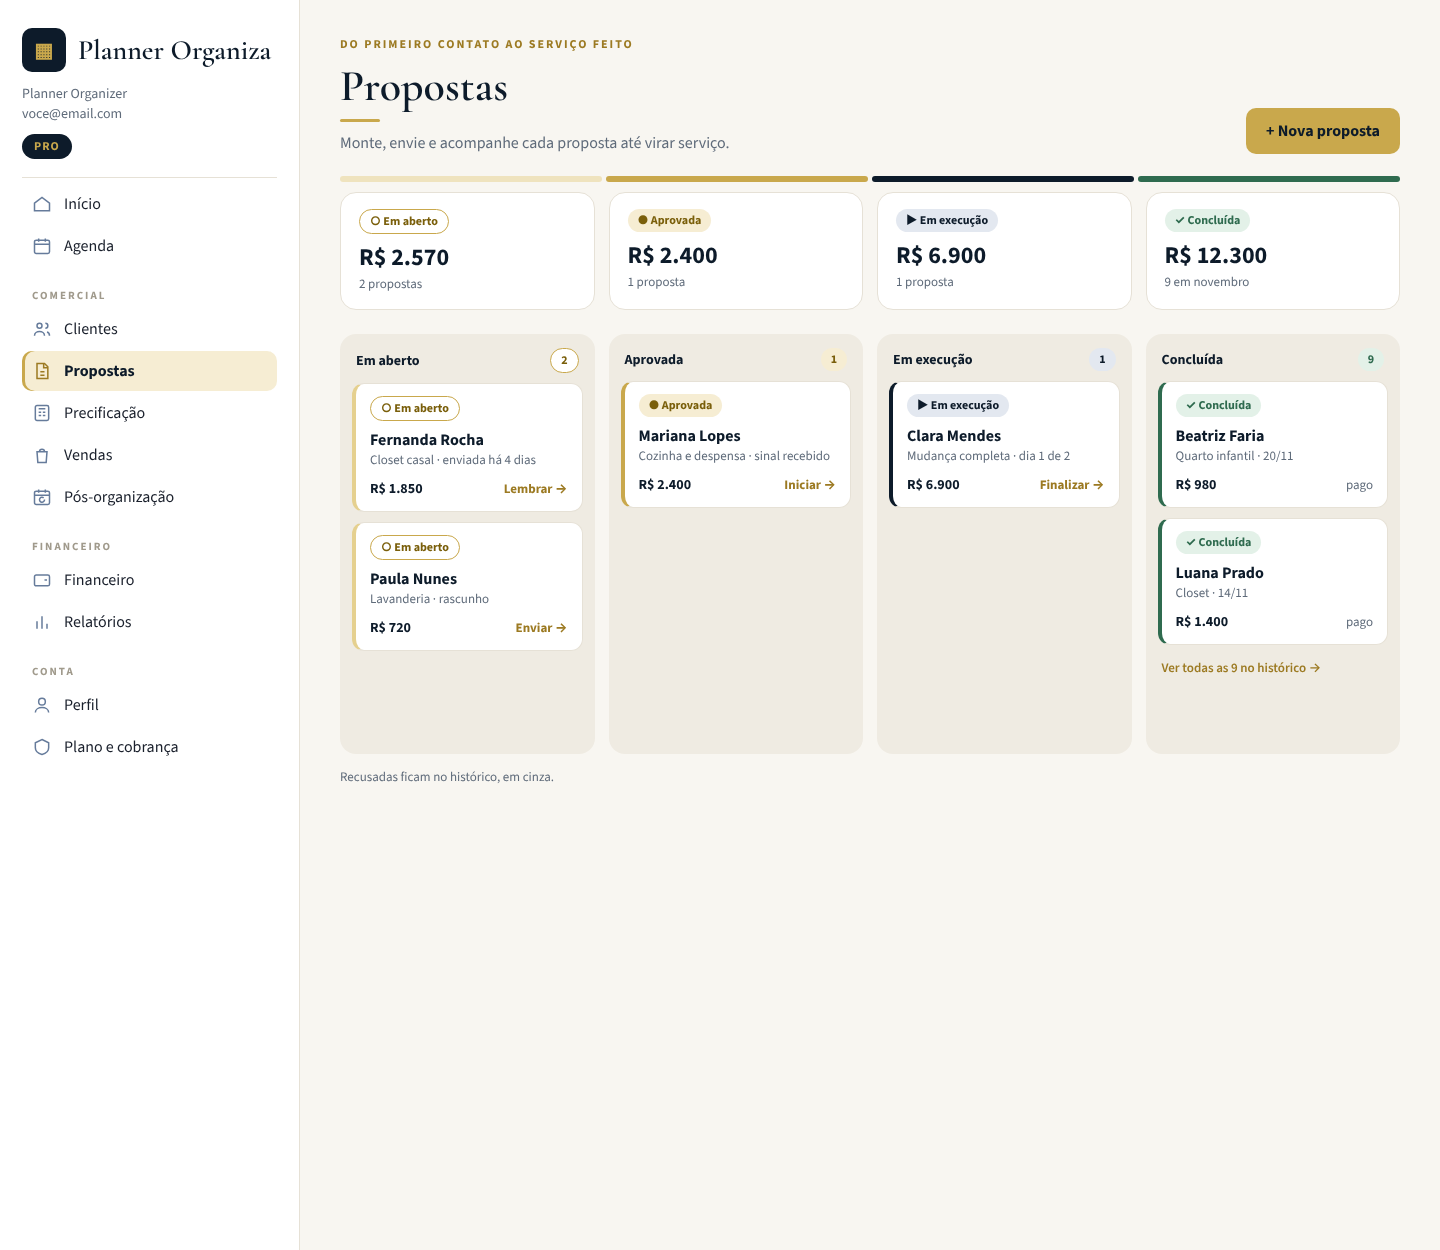 Planner Organiza
Planner Organizer
voce@email.com
PRO
Início
Agenda
COMERCIAL
Clientes
Propostas
Precificação
Vendas
Pós-organização
FINANCEIRO
Financeiro
Relatórios
CONTA
Perfil
Plano e cobrança
DO PRIMEIRO CONTATO AO SERVIÇO FEITO
Propostas
Monte, envie e acompanhe cada proposta até virar serviço.
+ Nova proposta
Em aberto
R$ 2.570
2 propostas
Aprovada
R$ 2.400
1 proposta
Em execução
R$ 6.900
1 proposta
✓ Concluída
R$ 12.300
9 em novembro
Em aberto 2
Em aberto
Fernanda Rocha
Closet casal · enviada há 4 dias
R$ 1.850 Lembrar →
Em aberto
Paula Nunes
Lavanderia · rascunho
R$ 720 Enviar →
Aprovada 1
Aprovada
Mariana Lopes
Cozinha e despensa · sinal recebido
R$ 2.400 Iniciar →
Em execução 1
Em execução
Clara Mendes
Mudança completa · dia 1 de 2
R$ 6.900 Finalizar →
Concluída 9
✓ Concluída
Beatriz Faria
Quarto infantil · 20/11
R$ 980 pago
✓ Concluída
Luana Prado
Closet · 14/11
R$ 1.400 pago
Ver todas as 9 no histórico →
Recusadas ficam no histórico, em cinza.